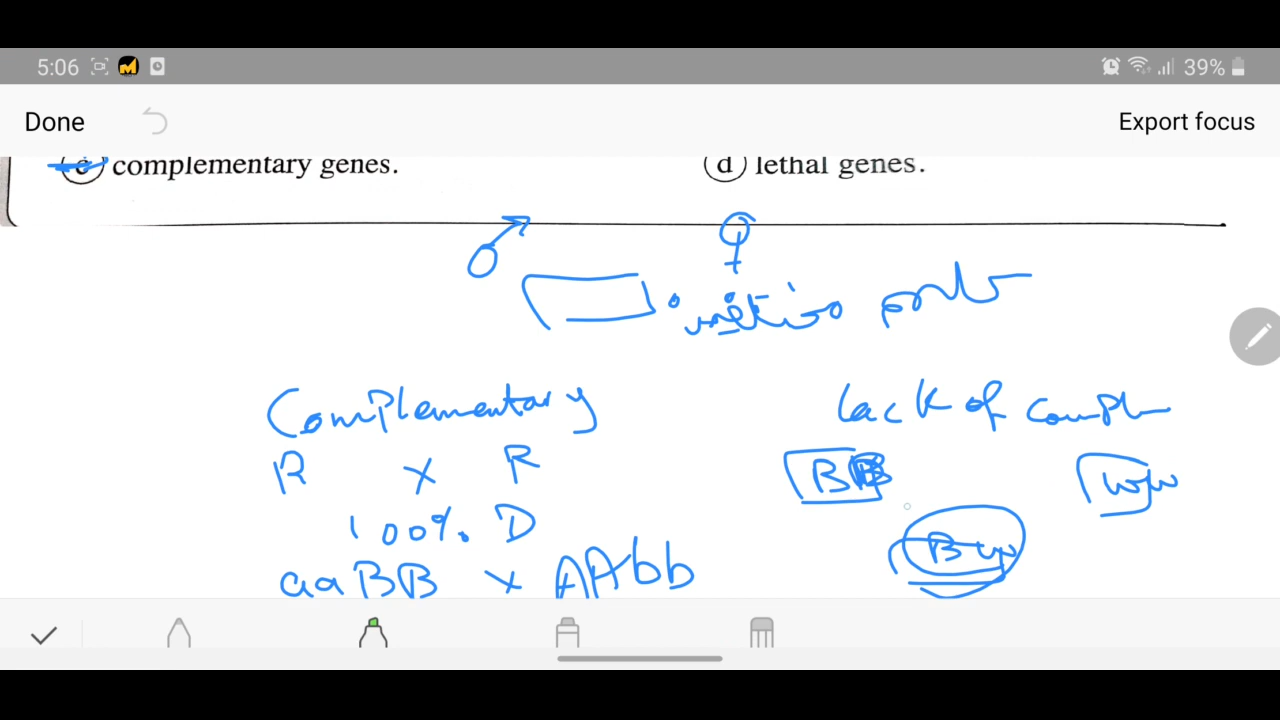 5:06 39%
Done Export focus
c complementary genes. d lethal genes.
Complementary lack of
R x R BB ww
100% D
Bw
aaBB x AAbb